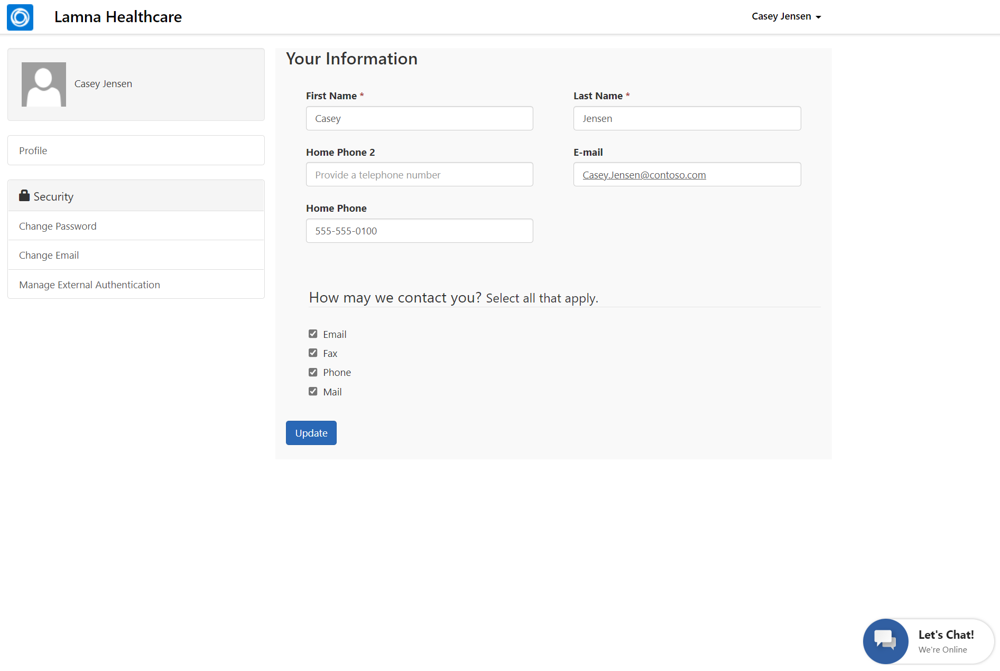 Lamna Healthcare
Casey Jensen
Casey Jensen
Profile
Security
Change Password
Change Email
Manage External Authentication
Your Information
First Name *
Casey
Last Name *
Jensen
Home Phone 2
Provide a telephone number
E-mail
Casey.Jensen@contoso.com
Home Phone
555-555-0100
How may we contact you? Select all that apply.
Email
Fax
Phone
Mail
Update
Let's Chat!
We're Online